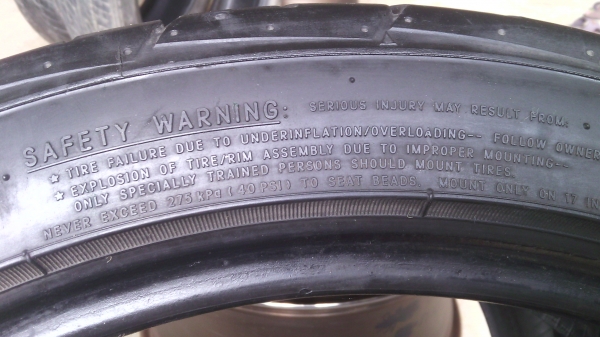 SAFETY WARNING: SERIOUS INJURY MAY RESULT FROM:
★ TIRE FAILURE DUE TO UNDERINFLATION/OVERLOADING-- FOLLOW OWNER
★ EXPLOSION OF TIRE/RIM ASSEMBLY DUE TO IMPROPER MOUNTING--
ONLY SPECIALLY TRAINED PERSONS SHOULD MOUNT TIRES.
NEVER EXCEED 275 kPa (40 PSI) TO SEAT BEADS. MOUNT ONLY ON 17 IN